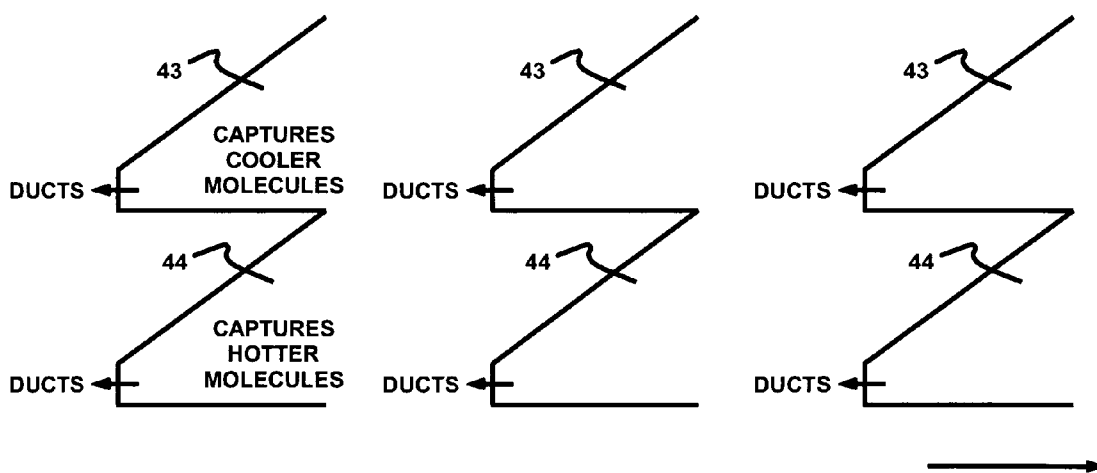 43
43
43
CAPTURES
COOLER
MOLECULES
DUCTS
DUCTS
DUCTS
44
44
44
CAPTURES
HOTTER
MOLECULES
DUCTS
DUCTS
DUCTS